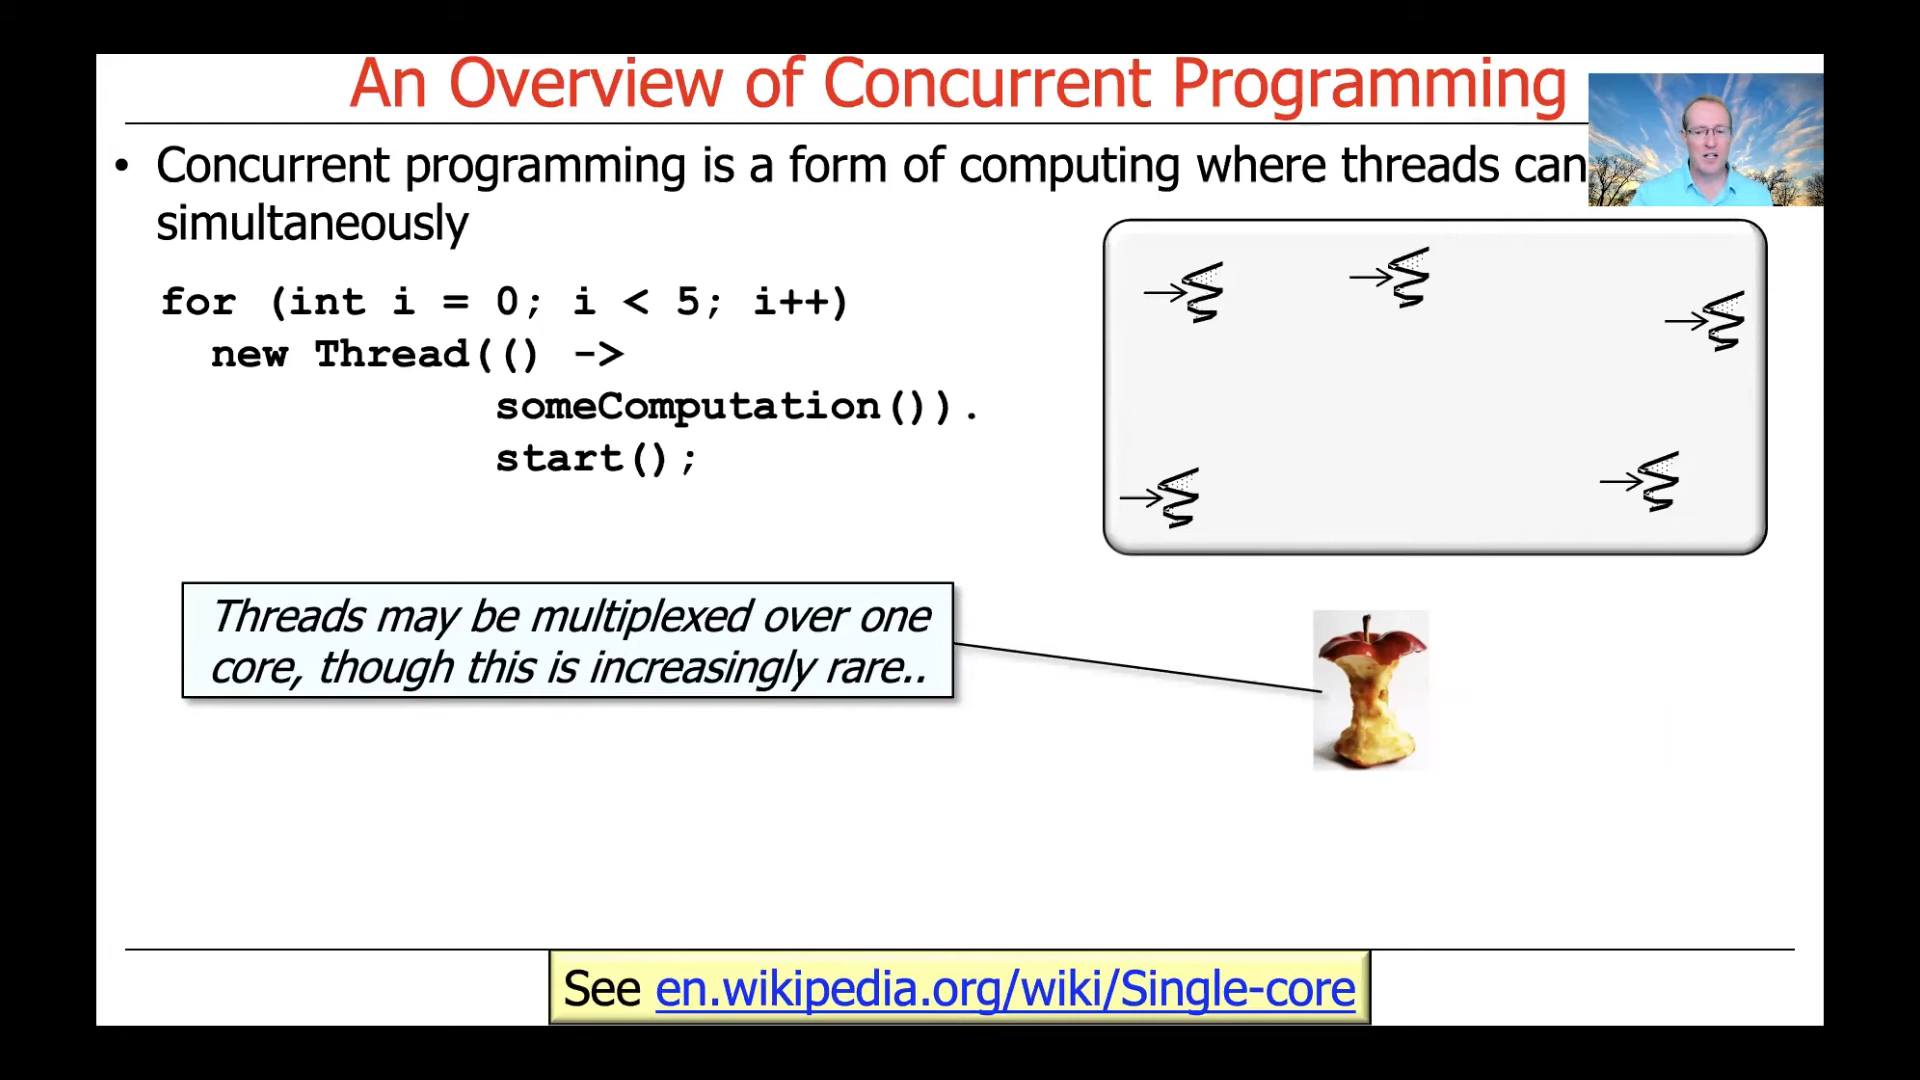 An Overview of Concurrent Programming
• Concurrent programming is a form of computing where threads can
simultaneously
for (int i = 0; i < 5; i++)
new Thread(() ->
someComputation()).
start();
Threads may be multiplexed over one
core, though this is increasingly rare..
See en.wikipedia.org/wiki/Single-core